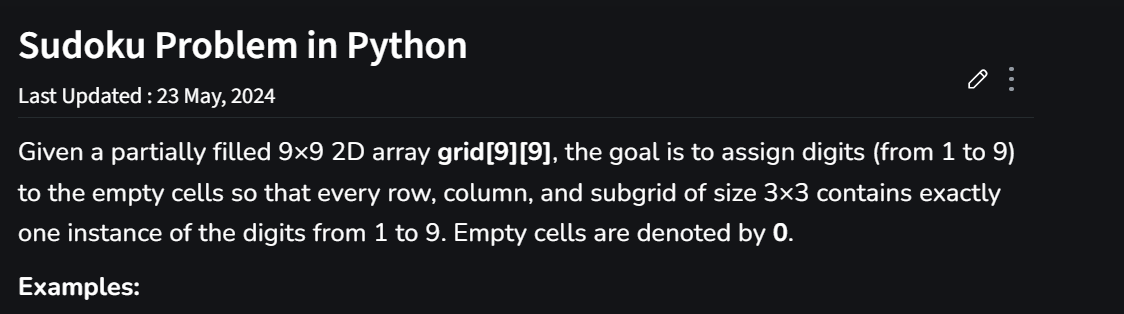 Sudoku Problem in Python
Last Updated : 23 May, 2024
Given a partially filled 9×9 2D array grid[9][9], the goal is to assign digits (from 1 to 9)
to the empty cells so that every row, column, and subgrid of size 3×3 contains exactly
one instance of the digits from 1 to 9. Empty cells are denoted by 0.
Examples: